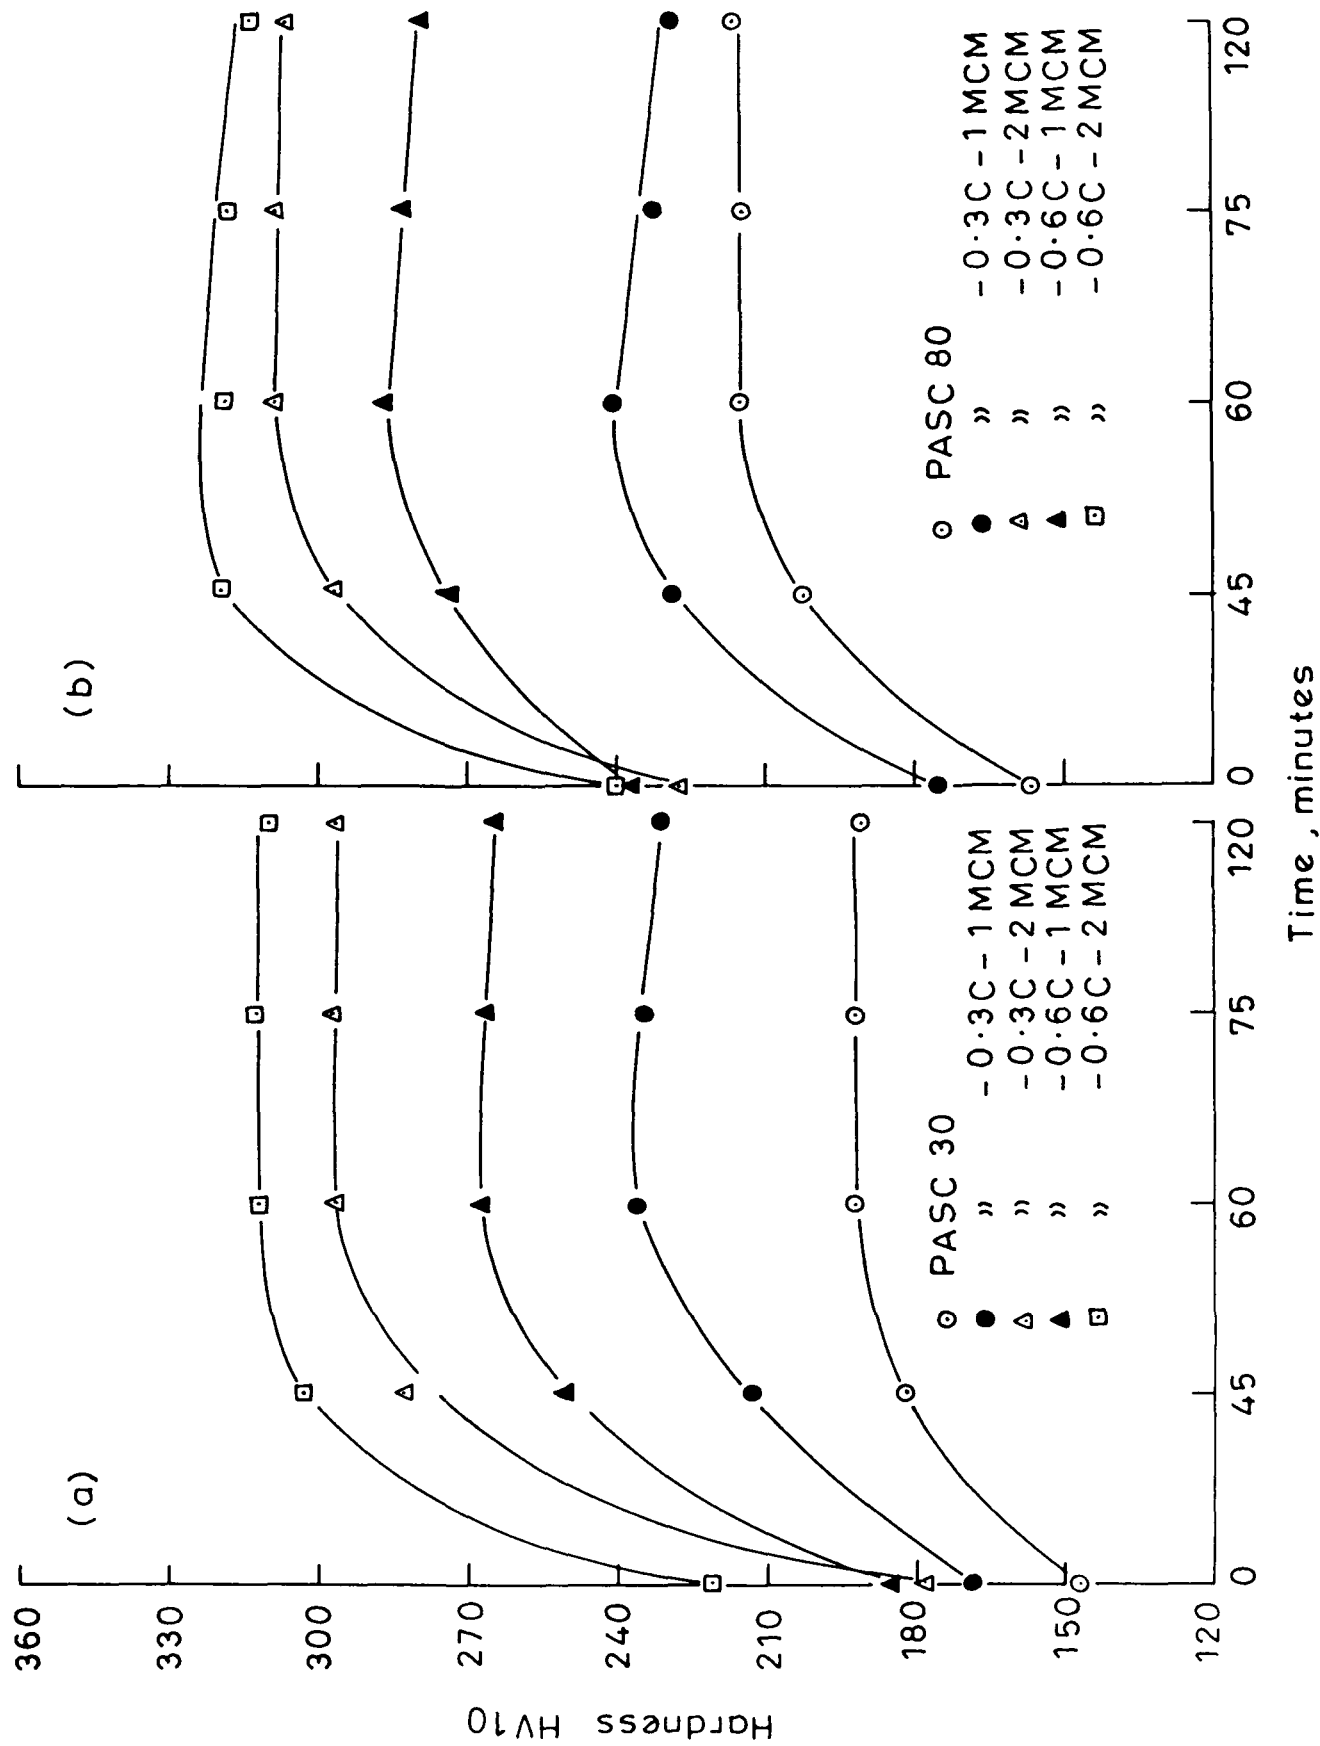 Hardness HV10
360
330
300
270
240
210
180
150
120
(a)
⊙ PASC 30
● ” -0·3C-1MCM
△ ” -0·3C-2MCM
▲ ” -0·6C-1MCM
⊡ ” -0·6C-2MCM
0 45 60 75 120
(b)
⊙ PASC 80
● ” -0·3C-1MCM
△ ” -0·3C-2MCM
▲ ” -0·6C-1MCM
⊡ ” -0·6C-2MCM
0 45 60 75 120
Time, minutes